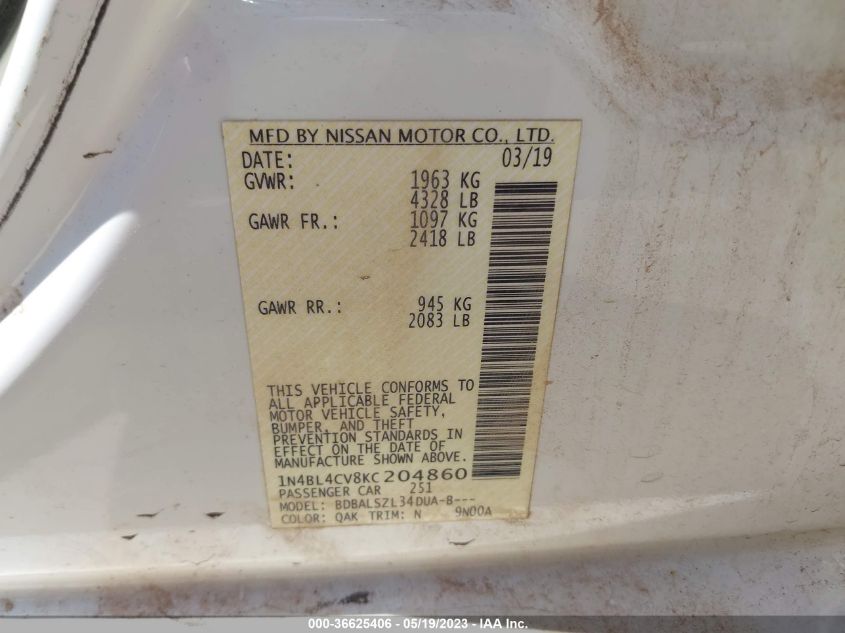 MFD BY NISSAN MOTOR CO., LTD.
DATE: 03/19
GVWR: 1963 KG
4328 LB
GAWR FR.: 1097 KG
2418 LB
GAWR RR.: 945 KG
2083 LB
THIS VEHICLE CONFORMS TO
ALL APPLICABLE FEDERAL
MOTOR VEHICLE SAFETY,
BUMPER, AND THEFT
PREVENTION STANDARDS IN
EFFECT ON THE DATE OF
MANUFACTURE SHOWN ABOVE.
1N4BL4CV8KC204860
PASSENGER CAR 251
MODEL: BDBALSZL34DUA-B---
COLOR: QAK TRIM: N 9N00A
000-36625406 - 05/19/2023 - IAA Inc.